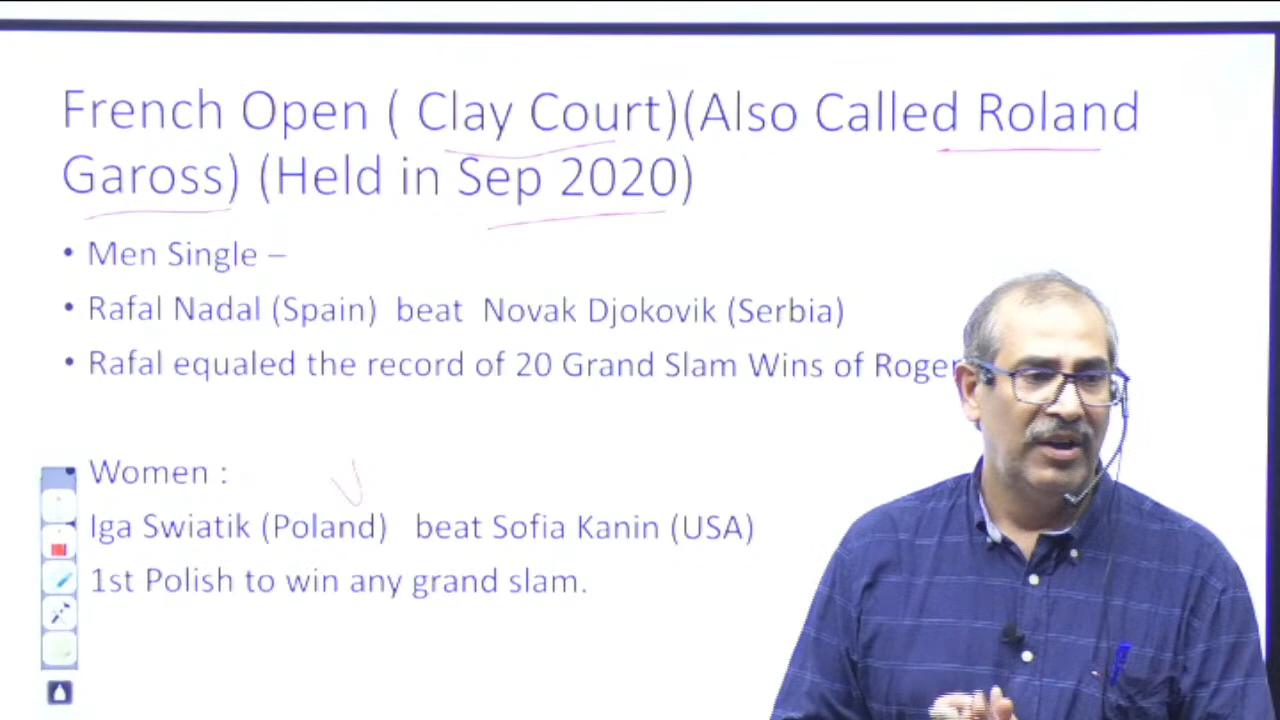 French Open ( Clay Court)(Also Called Roland
Gaross) (Held in Sep 2020)
• Men Single –
• Rafal Nadal (Spain) beat Novak Djokovik (Serbia)
• Rafal equaled the record of 20 Grand Slam Wins of Roger
Women :
Iga Swiatik (Poland) beat Sofia Kanin (USA)
1st Polish to win any grand slam.